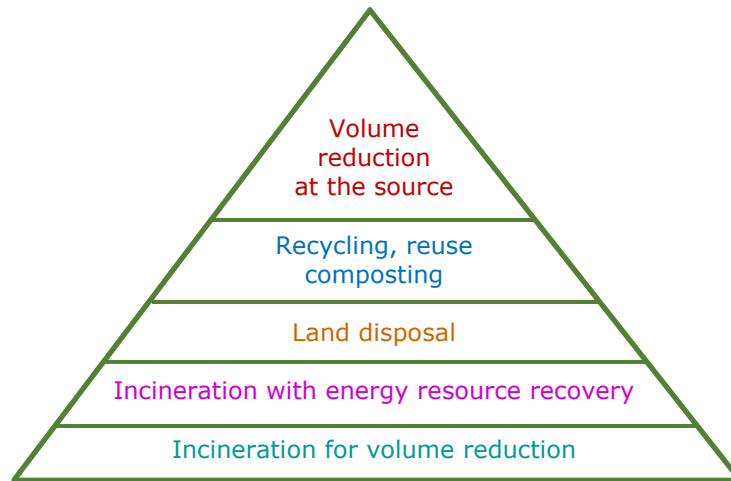 Volume
reduction
at the source
Recycling, reuse
composting
Land disposal
Incineration with energy resource recovery
Incineration for volume reduction